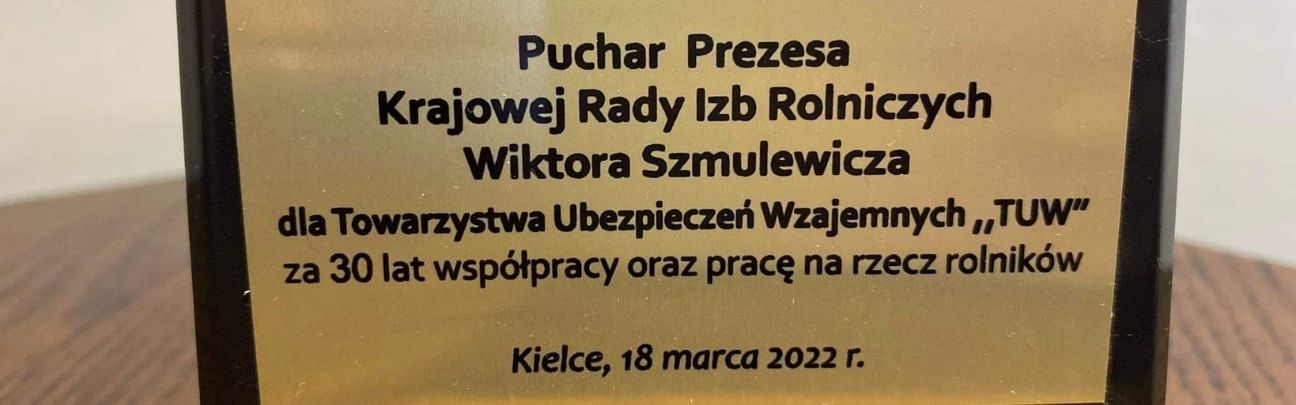 Puchar Prezesa
Krajowej Rady Izb Rolniczych
Wiktora Szmulewicza
dla Towarzystwa Ubezpieczeń Wzajemnych ,,TUW"
za 30 lat współpracy oraz pracę na rzecz rolników
Kielce, 18 marca 2022 r.